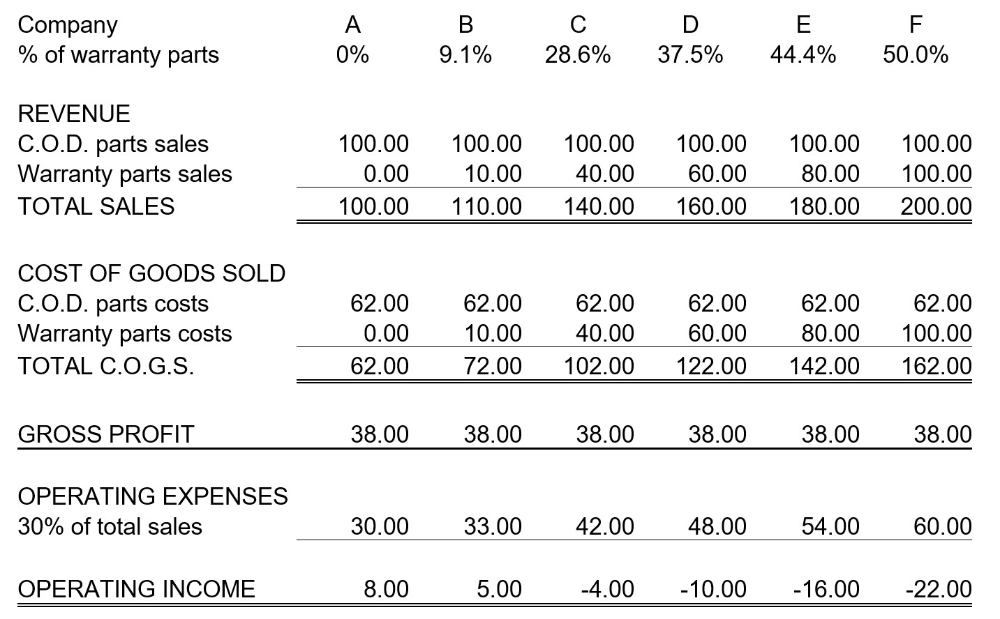 Company A B C D E F
% of warranty parts 0% 9.1% 28.6% 37.5% 44.4% 50.0%
REVENUE
C.O.D. parts sales 100.00 100.00 100.00 100.00 100.00 100.00
Warranty parts sales 0.00 10.00 40.00 60.00 80.00 100.00
TOTAL SALES 100.00 110.00 140.00 160.00 180.00 200.00
COST OF GOODS SOLD
C.O.D. parts costs 62.00 62.00 62.00 62.00 62.00 62.00
Warranty parts costs 0.00 10.00 40.00 60.00 80.00 100.00
TOTAL C.O.G.S. 62.00 72.00 102.00 122.00 142.00 162.00
GROSS PROFIT 38.00 38.00 38.00 38.00 38.00 38.00
OPERATING EXPENSES
30% of total sales 30.00 33.00 42.00 48.00 54.00 60.00
OPERATING INCOME 8.00 5.00 -4.00 -10.00 -16.00 -22.00